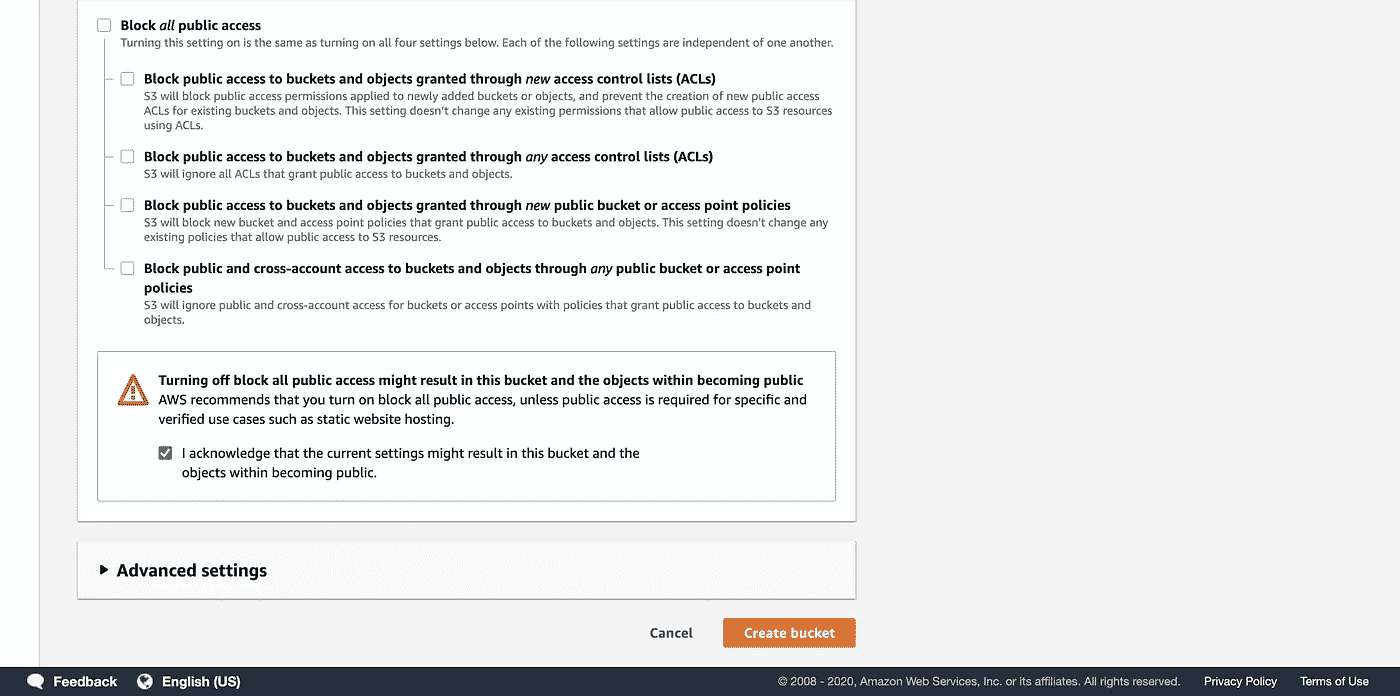 Block all public access
Turning this setting on is the same as turning on all four settings below. Each of the following settings are independent of one another.
Block public access to buckets and objects granted through new access control lists (ACLs)
S3 will block public access permissions applied to newly added buckets or objects, and prevent the creation of new public access
ACLs for existing buckets and objects. This setting doesn't change any existing permissions that allow public access to S3 resources
using ACLs.
Block public access to buckets and objects granted through any access control lists (ACLs)
S3 will ignore all ACLs that grant public access to buckets and objects.
Block public access to buckets and objects granted through new public bucket or access point policies
S3 will block new bucket and access point policies that grant public access to buckets and objects. This setting doesn't change any
existing policies that allow public access to S3 resources.
Block public and cross-account access to buckets and objects through any public bucket or access point
policies
S3 will ignore public and cross-account access for buckets or access points with policies that grant public access to buckets and
objects.
Turning off block all public access might result in this bucket and the objects within becoming public
AWS recommends that you turn on block all public access, unless public access is required for specific and
verified use cases such as static website hosting.
I acknowledge that the current settings might result in this bucket and the
objects within becoming public.
Advanced settings
Cancel
Create bucket
Feedback
English (US)
© 2008 - 2020, Amazon Web Services, Inc. or its affiliates. All rights reserved.
Privacy Policy
Terms of Use